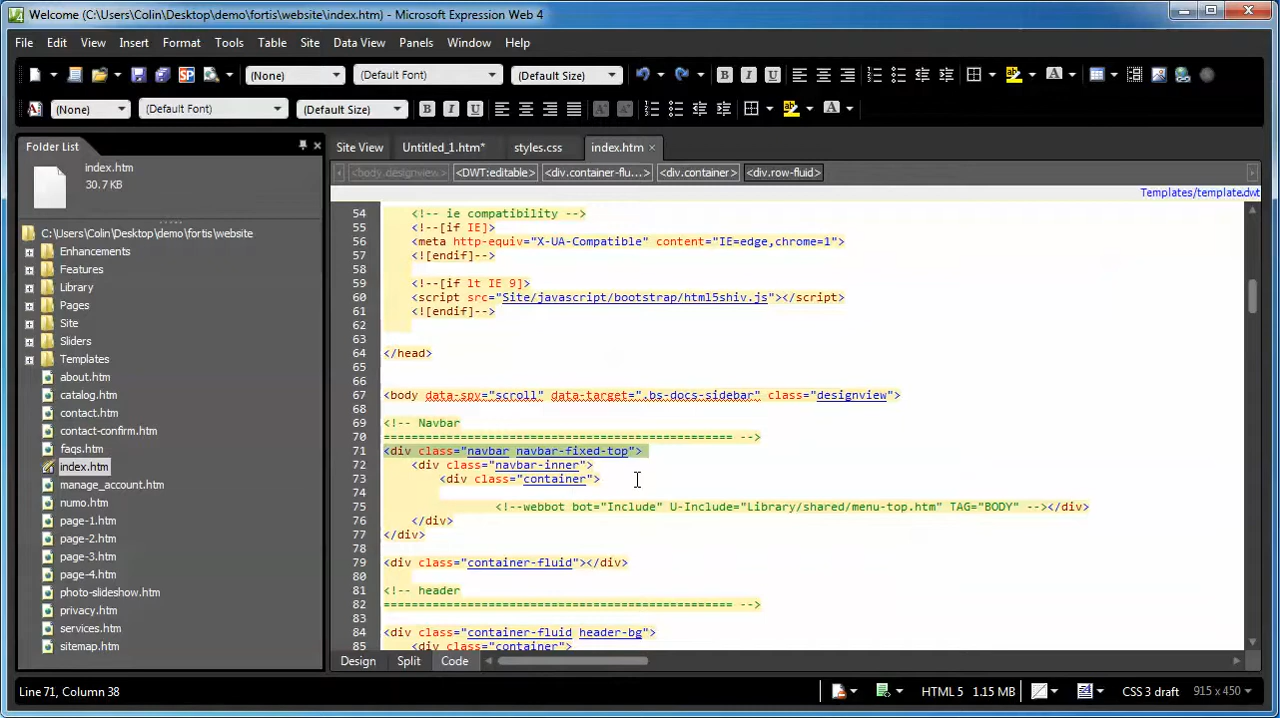 Welcome (C:\Users\Colin\Desktop\demo\fortis\website\index.htm) - Microsoft Expression Web 4
File Edit View Insert Format Tools Table Site Data View Panels Window Help
(None) (Default Font) (Default Size) B I U A
(None) (Default Font) (Default Size) B I U A
Folder List
index.htm
30.7 KB
C:\Users\Colin\Desktop\demo\fortis\website
Enhancements
Features
Library
Pages
Site
Sliders
Templates
about.htm
catalog.htm
contact.htm
contact-confirm.htm
faqs.htm
index.htm
manage_account.htm
numo.htm
page-1.htm
page-2.htm
page-3.htm
page-4.htm
photo-slideshow.htm
privacy.htm
services.htm
sitemap.htm
Site View Untitled_1.htm* styles.css index.htm
<body.designview> <DWT:editable> <div.container-flu...> <div.container> <div.row-fluid>
Templates/template.dwt
54 <!-- ie compatibility -->
55 <!--[if IE]>
56 <meta http-equiv="X-UA-Compatible" content="IE=edge,chrome=1">
57 <![endif]-->
58
59 <!--[if lt IE 9]>
60 <script src="Site/javascript/bootstrap/html5shiv.js"></script>
61 <![endif]-->
62
63
64 </head>
65
66
67 <body data-spy="scroll" data-target=".bs-docs-sidebar" class="designview">
68
69 <!-- Navbar
70 ================================================== -->
71 <div class="navbar navbar-fixed-top">
72 <div class="navbar-inner">
73 <div class="container">
74
75 <!--webbot bot="Include" U-Include="Library/shared/menu-top.htm" TAG="BODY" --></div>
76 </div>
77 </div>
78
79 <div class="container-fluid"></div>
80
81 <!-- header
82 ================================================== -->
83
84 <div class="container-fluid header-bg">
85 <div class="container">
Design Split Code
Line 71, Column 38
HTML 5 1.15 MB CSS 3 draft 915 x 450